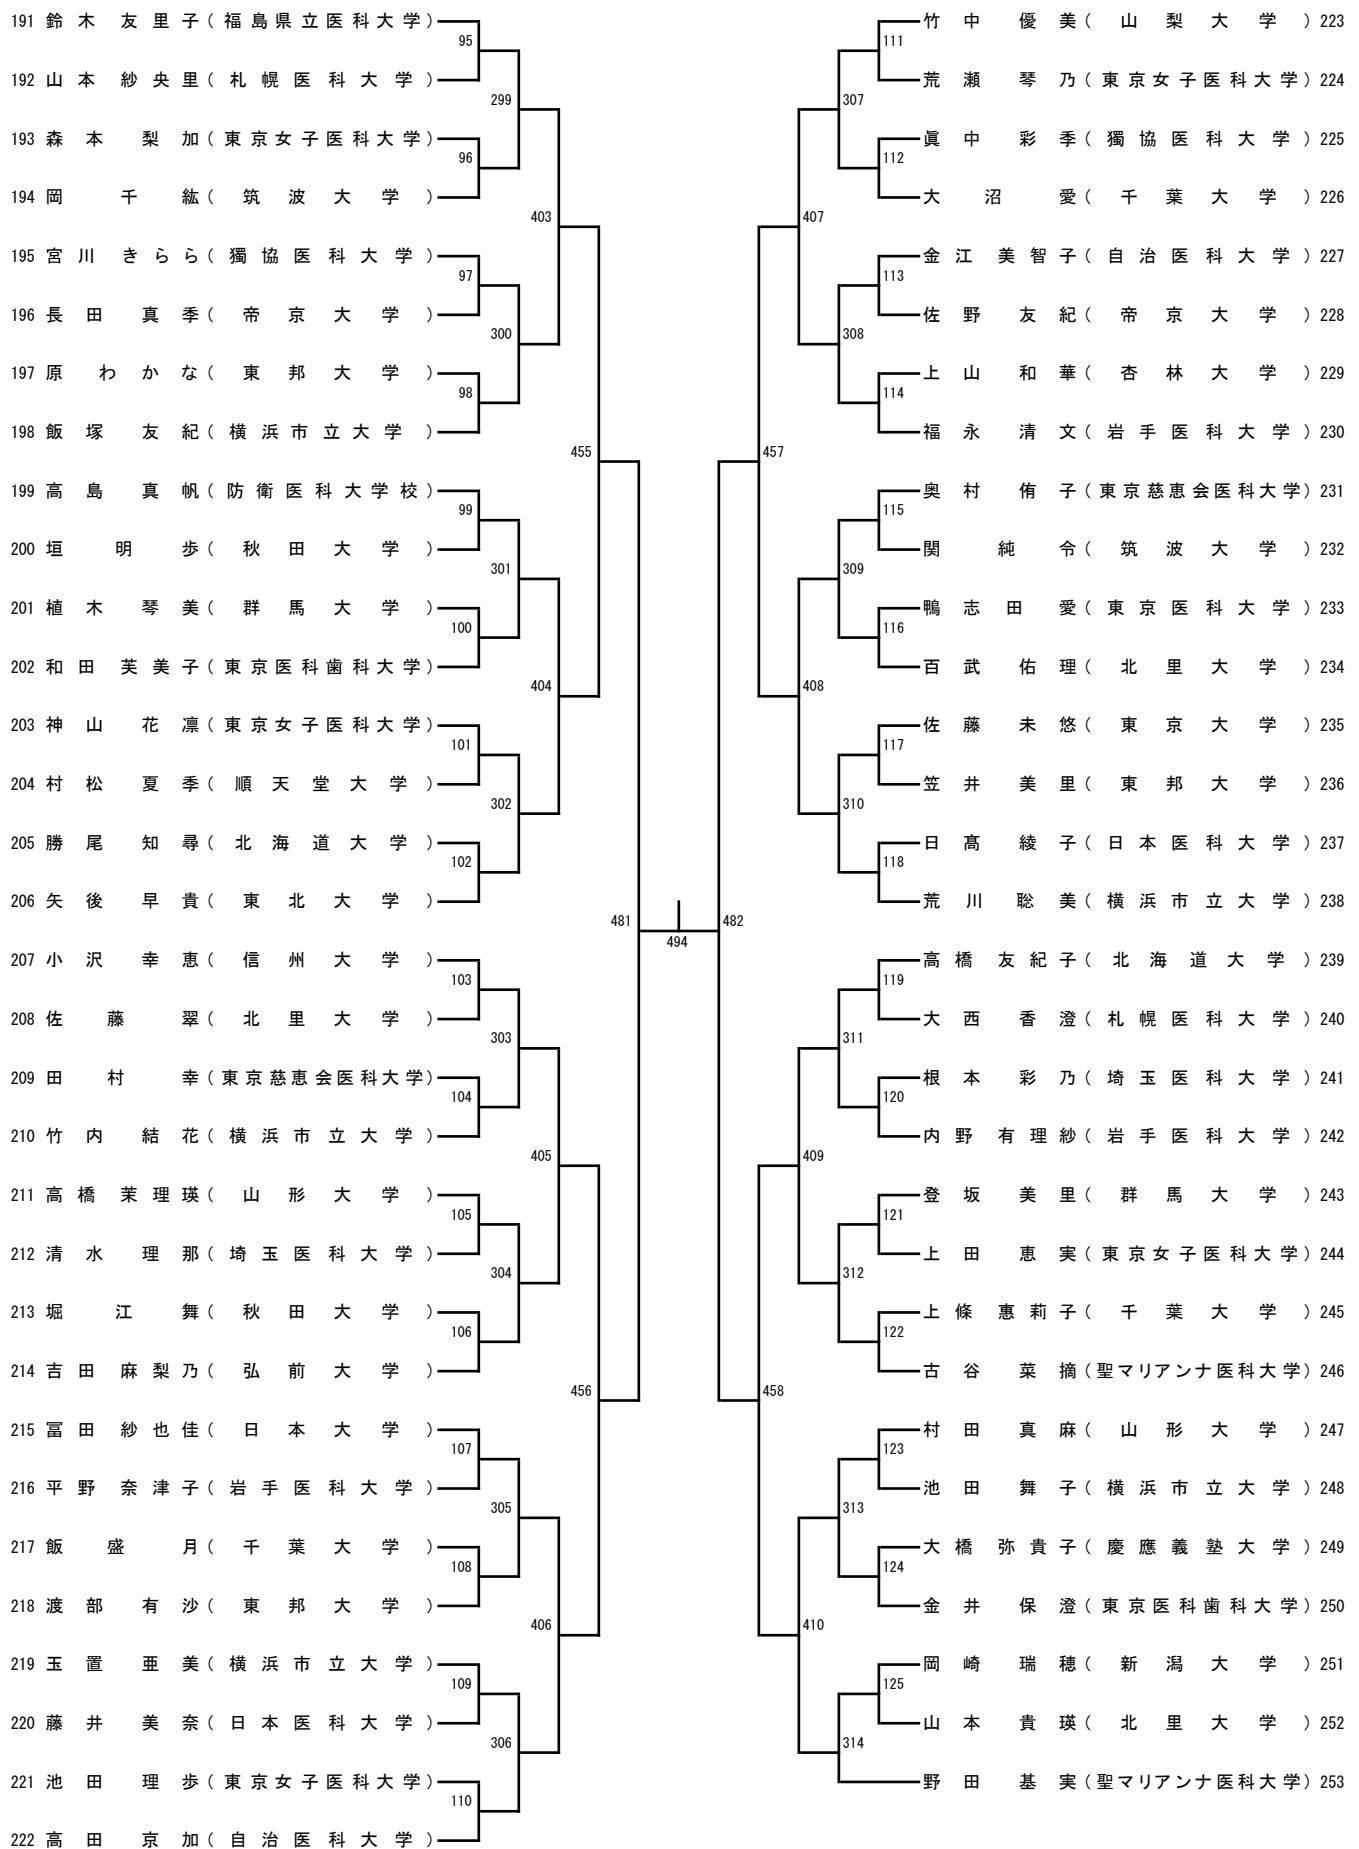 191 鈴木 友里子(福島県立医科大学)
95
192 山本 紗央里(札幌医科大学)
299
193 森本 梨加(東京女子医科大学)
96
194 岡 千紘(筑波大学)
403
195 宮川 きらら(獨協医科大学)
97
196 長田 真季(帝京大学)
300
197 原 わかな(東邦大学)
98
198 飯塚 友紀(横浜市立大学)
455
199 高島 真帆(防衛医科大学校)
99
200 垣 明歩(秋田大学)
301
201 植木 琴美(群馬大学)
100
202 和田 芙美子(東京医科歯科大学)
404
203 神山 花凛(東京女子医科大学)
101
204 村松 夏季(順天堂大学)
302
205 勝尾 知尋(北海道大学)
102
206 矢後 早貴(東北大学)
481
207 小沢 幸恵(信州大学)
103
208 佐藤 翠(北里大学)
303
209 田村 幸(東京慈恵会医科大学)
104
210 竹内 結花(横浜市立大学)
405
211 高橋 茉理瑛(山形大学)
105
212 清水 理那(埼玉医科大学)
304
213 堀江 舞(秋田大学)
106
214 吉田 麻梨乃(弘前大学)
456
215 冨田 紗也佳(日本大学)
107
216 平野 奈津子(岩手医科大学)
305
217 飯盛 月(千葉大学)
108
218 渡部 有沙(東邦大学)
406
219 玉置 亜美(横浜市立大学)
109
220 藤井 美奈(日本医科大学)
306
221 池田 理歩(東京女子医科大学)
110
222 高田 京加(自治医科大学)
494
竹中 優美(山梨大学)223
111
荒瀬 琴乃(東京女子医科大学)224
307
眞中 彩季(獨協医科大学)225
112
大沼 愛(千葉大学)226
407
金江 美智子(自治医科大学)227
113
佐野 友紀(帝京大学)228
308
上山 和華(杏林大学)229
114
福永 清文(岩手医科大学)230
457
奥村 侑子(東京慈恵会医科大学)231
115
関 純令(筑波大学)232
309
鴨志田 愛(東京医科大学)233
116
百武 佑理(北里大学)234
408
佐藤 未悠(東京大学)235
117
笠井 美里(東邦大学)236
310
日髙 綾子(日本医科大学)237
118
荒川 聡美(横浜市立大学)238
482
高橋 友紀子(北海道大学)239
119
大西 香澄(札幌医科大学)240
311
根本 彩乃(埼玉医科大学)241
120
内野 有理紗(岩手医科大学)242
409
登坂 美里(群馬大学)243
121
上田 恵実(東京女子医科大学)244
312
上條 惠莉子(千葉大学)245
122
古谷 菜摘(聖マリアンナ医科大学)246
458
村田 真麻(山形大学)247
123
池田 舞子(横浜市立大学)248
313
大橋 弥貴子(慶應義塾大学)249
124
金井 保澄(東京医科歯科大学)250
410
岡崎 瑞穂(新潟大学)251
125
山本 貴瑛(北里大学)252
314
野田 基実(聖マリアンナ医科大学)253